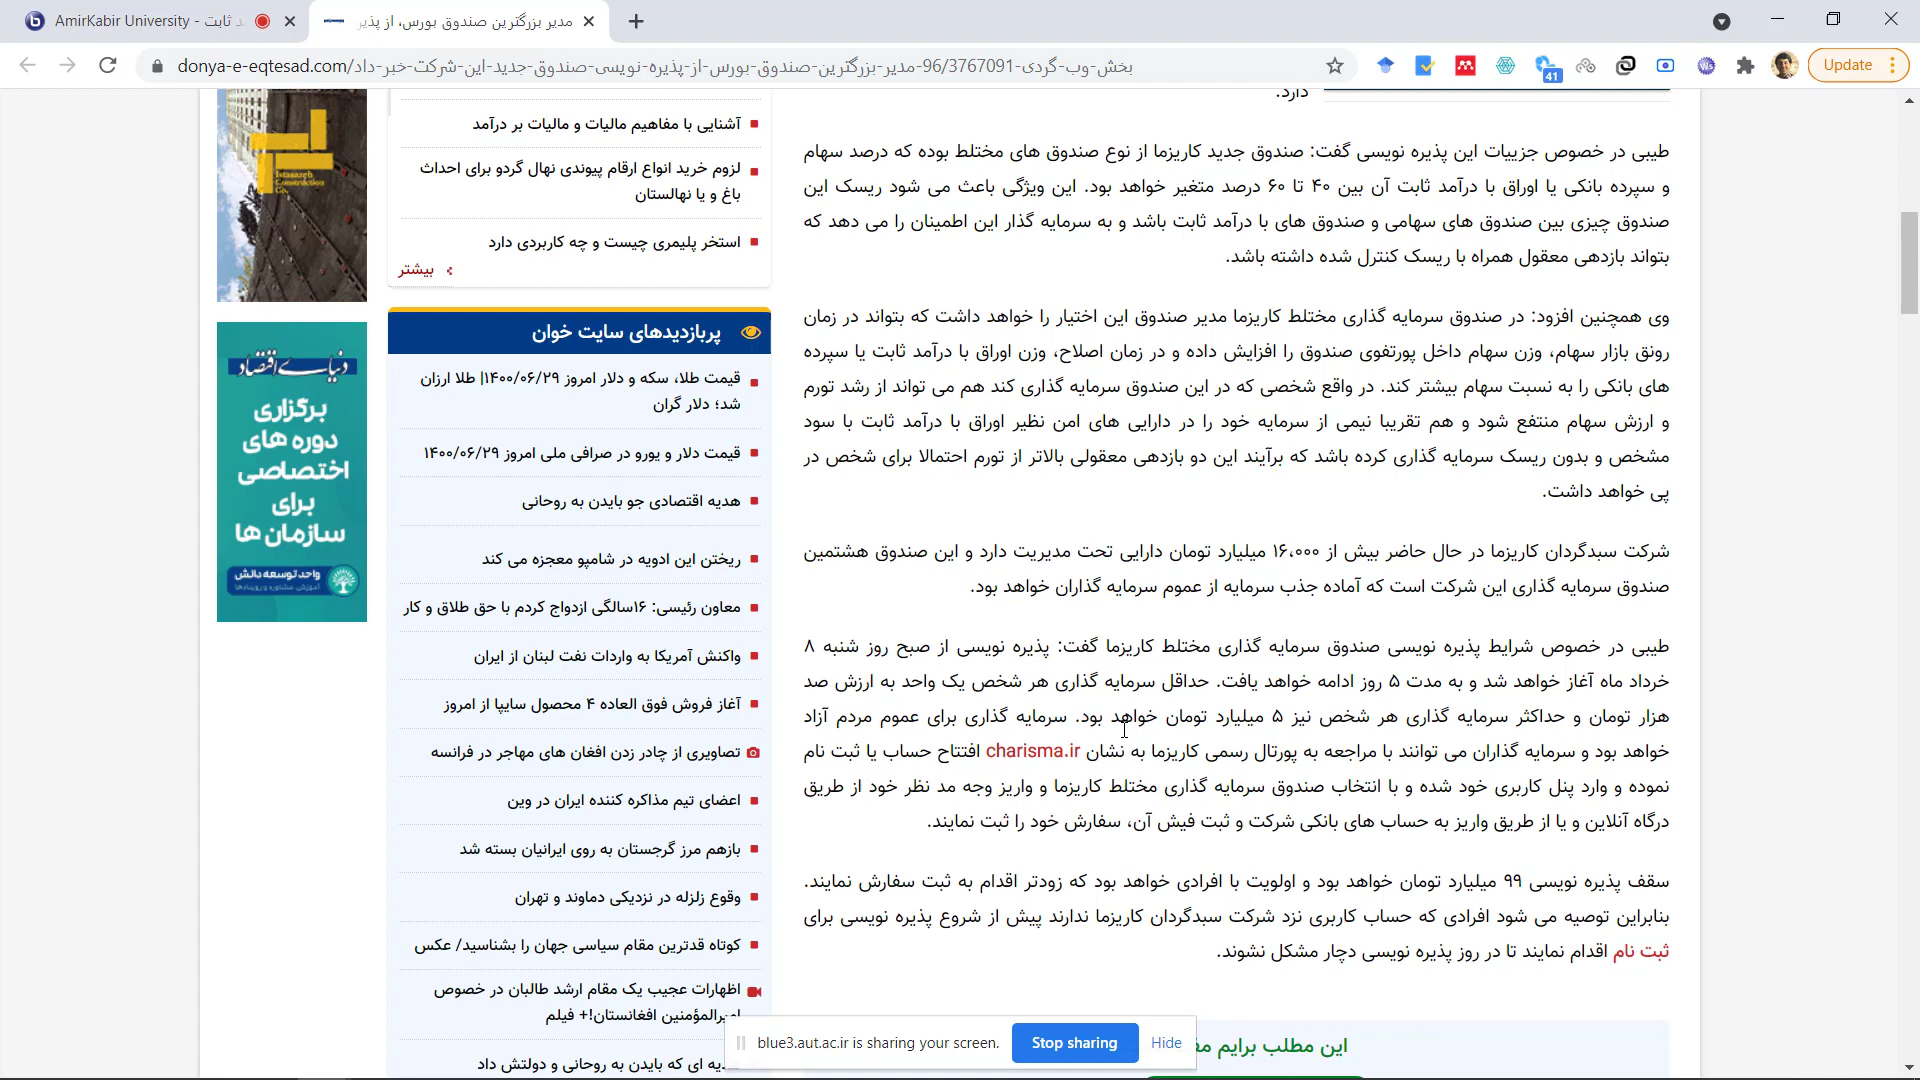 AmirKabir University - ثابت
مدیر بزرگترین صندوق بورس، از پذیر
donya-e-eqtesad.com/بخش-وب-گردی-96/3767091-مدیر-بزرگترین-صندوق-بورس-از-پذیره-نویسی-صندوق-جدید-این-شرکت-خبر-داد
41
Update
دارد.
طیبی در خصوص جزییات این پذیره نویسی گفت: صندوق جدید کاریزما از نوع صندوق های مختلط بوده که درصد سهام
و سپرده بانکی یا اوراق با درآمد ثابت آن بین ۴۰ تا ۶۰ درصد متغیر خواهد بود. این ویژگی باعث می شود ریسک این
صندوق چیزی بین صندوق های سهامی و صندوق های با درآمد ثابت باشد و به سرمایه گذار این اطمینان را می دهد که
بتواند بازدهی معقول همراه با ریسک کنترل شده داشته باشد.
وی همچنین افزود: در صندوق سرمایه گذاری مختلط کاریزما مدیر صندوق این اختیار را خواهد داشت که بتواند در زمان
رونق بازار سهام، وزن سهام داخل پورتفوی صندوق را افزایش داده و در زمان اصلاح، وزن اوراق با درآمد ثابت یا سپرده
های بانکی را به نسبت سهام بیشتر کند. در واقع شخصی که در این صندوق سرمایه گذاری کند هم می تواند از رشد تورم
و ارزش سهام منتفع شود و هم تقریبا نیمی از سرمایه خود را در دارایی های امن نظیر اوراق با درآمد ثابت با سود
مشخص و بدون ریسک سرمایه گذاری کرده باشد که برآیند این دو بازدهی معقولی بالاتر از تورم احتمالا برای شخص در
پی خواهد داشت.
شرکت سبدگردان کاریزما در حال حاضر بیش از ۱۶،۰۰۰ میلیارد تومان دارایی تحت مدیریت دارد و این صندوق هشتمین
صندوق سرمایه گذاری این شرکت است که آماده جذب سرمایه از عموم سرمایه گذاران خواهد بود.
طیبی در خصوص شرایط پذیره نویسی صندوق سرمایه گذاری مختلط کاریزما گفت: پذیره نویسی از صبح روز شنبه ۸
خرداد ماه آغاز خواهد شد و به مدت ۵ روز ادامه خواهد یافت. حداقل سرمایه گذاری هر شخص یک واحد به ارزش صد
هزار تومان و حداکثر سرمایه گذاری هر شخص نیز ۵ میلیارد تومان خواهد بود. سرمایه گذاری برای عموم مردم آزاد
خواهد بود و سرمایه گذاران می توانند با مراجعه به پورتال رسمی کاریزما به نشان charisma.ir افتتاح حساب یا ثبت نام
نموده و وارد پنل کاربری خود شده و با انتخاب صندوق سرمایه گذاری مختلط کاریزما و واریز وجه مد نظر خود از طریق
درگاه آنلاین و یا از طریق واریز به حساب های بانکی شرکت و ثبت فیش آن، سفارش خود را ثبت نمایند.
سقف پذیره نویسی ۹۹ میلیارد تومان خواهد بود و اولویت با افرادی خواهد بود که زودتر اقدام به ثبت سفارش نمایند.
بنابراین توصیه می شود افرادی که حساب کاربری نزد شرکت سبدگردان کاریزما ندارند پیش از شروع پذیره نویسی برای
ثبت نام اقدام نمایند تا در روز پذیره نویسی دچار مشکل نشوند.
این مطلب برایم
آشنایی با مفاهیم مالیات و مالیات بر درآمد
لزوم خرید انواع ارقام پیوندی نهال گردو برای احداث
باغ و یا نهالستان
استخر پلیمری چیست و چه کاربردی دارد
بیشتر
پربازدیدهای سایت خوان
قیمت طلا، سکه و دلار امروز ۱۴۰۰/۰۶/۲۹| طلا ارزان
شد؛ دلار گران
قیمت دلار و یورو در صرافی ملی امروز ۱۴۰۰/۰۶/۲۹
هدیه اقتصادی جو بایدن به روحانی
ریختن این ادویه در شامپو معجزه می کند
معاون رئیسی: ۱۶سالگی ازدواج کردم با حق طلاق و کار
واکنش آمریکا به واردات نفت لبنان از ایران
آغاز فروش فوق العاده ۴ محصول سایپا از امروز
تصاویری از چادر زدن افغان های مهاجر در فرانسه
اعضای تیم مذاکره کننده ایران در وین
بازهم مرز گرجستان به روی ایرانیان بسته شد
وقوع زلزله در نزدیکی دماوند و تهران
کوتاه قدترین مقام سیاسی جهان را بشناسید/ عکس
اظهارات عجیب یک مقام ارشد طالبان در خصوص
امیرالمؤمنین افغانستان!+ فیلم
ای که بایدن به روحانی و دولتش داد
Istasazeh
Construction
Co.
دنیای اقتصاد
برگزاری
دوره های
اختصاصی
برای
سازمان ها
واحد توسعه دانش
آموزش، مشاوره و رویدادها
blue3.aut.ac.ir is sharing your screen.
Stop sharing
Hide